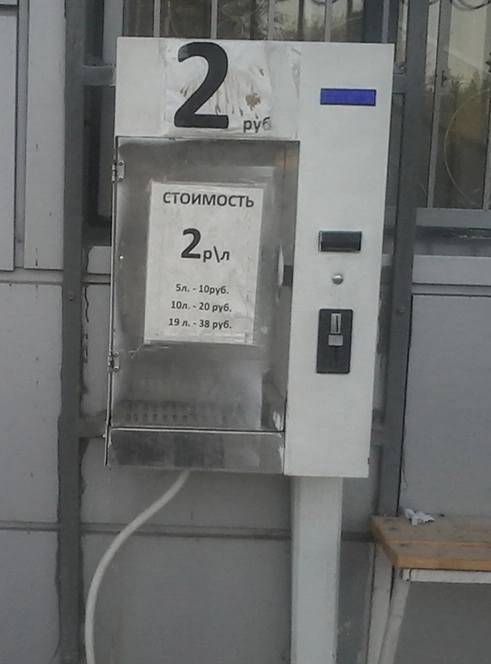 2
руб
СТОИМОСТЬ
2р\л
5л. - 10руб.
10л. - 20 руб.
19 л. - 38 руб.